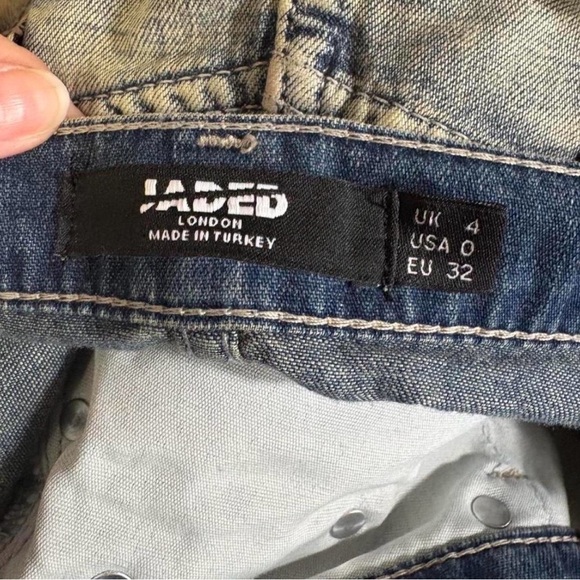 JADED
LONDON
MADE IN TURKEY
UK 4
USA 0
EU 32